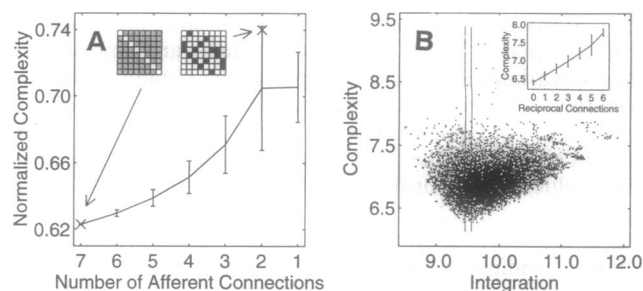 A
Normalized Complexity
0.74
0.70
0.66
0.62
7 6 5 4 3 2 1
Number of Afferent Connections
B
Complexity
9.5
8.5
7.5
6.5
9.0 10.0 11.0 12.0
Integration
Complexity
8.0
7.5
7.0
6.5
0 1 2 3 4 5 6
Reciprocal Connections